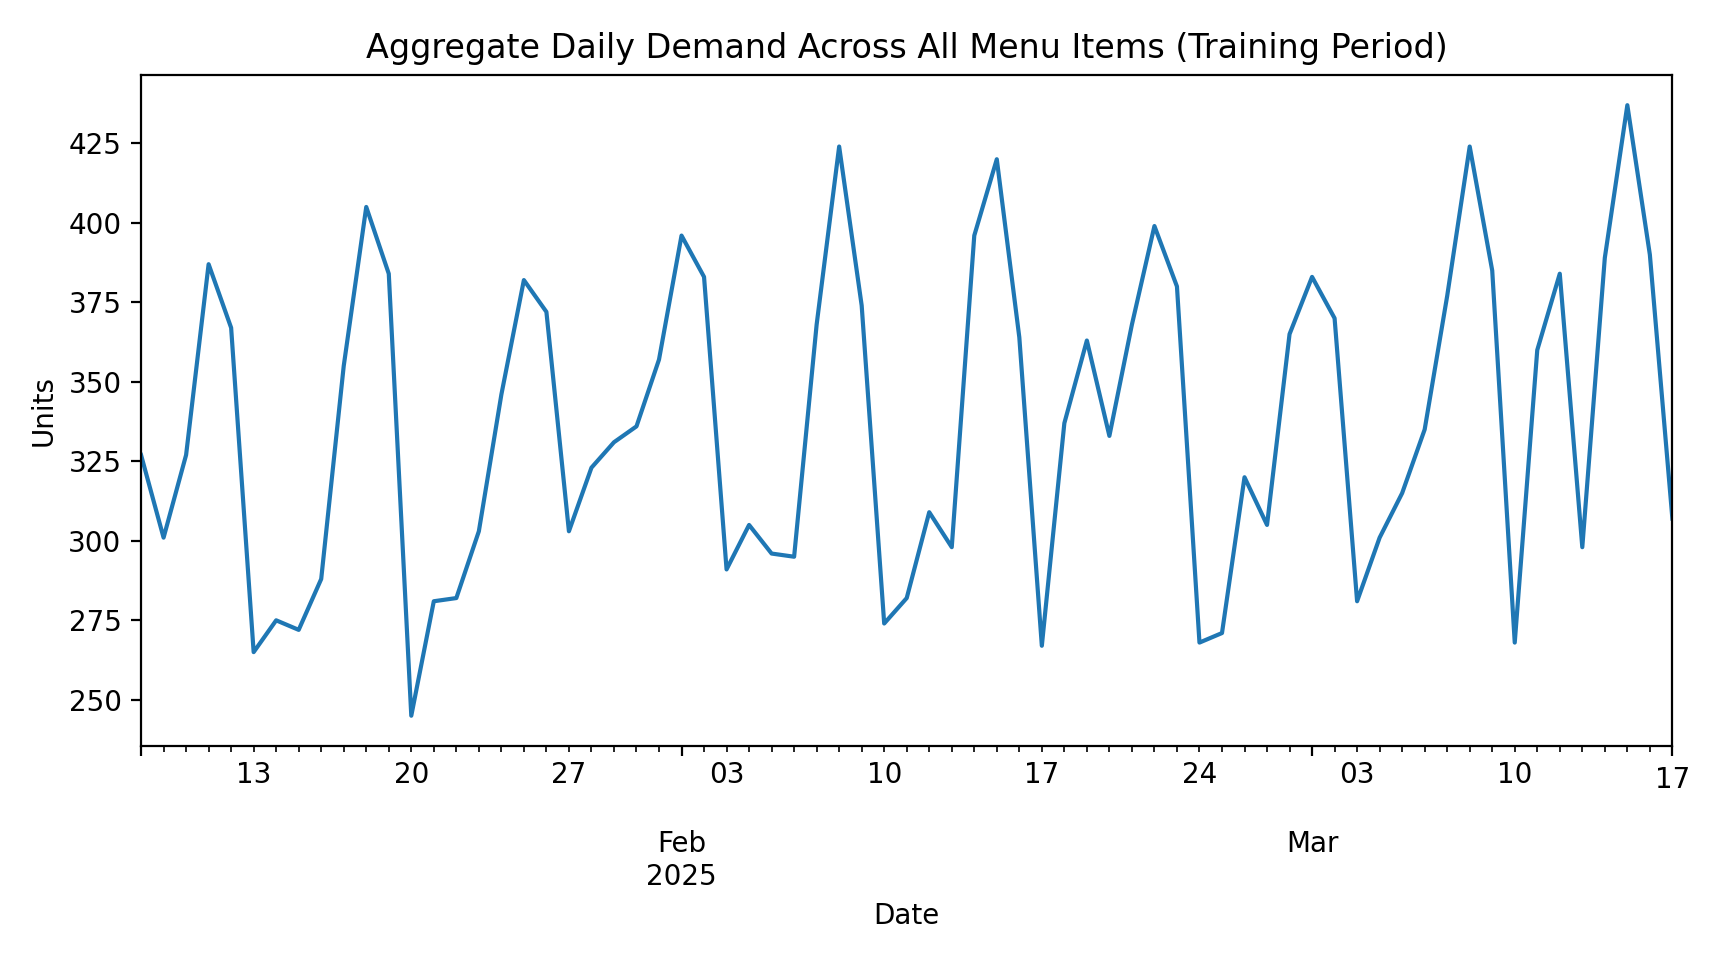 Aggregate Daily Demand Across All Menu Items (Training Period)
Units
425
400
375
350
325
300
275
250
13 20 27 03 10 17 24 03 10 17
Feb Mar
2025
Date